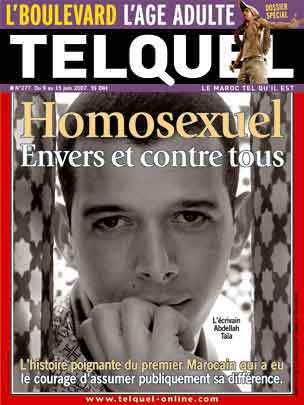 L'BOULEVARD L'AGE ADULTE
DOSSIER
SPÉCIAL
TELQUEL
N°277. Du 9 au 15 juin 2007. 15 DH
LE MAROC TEL QU'IL EST
Homosexuel
Envers et contre tous
L'écrivain
Abdellah
Taïa
L'histoire poignante du premier Marocain qui a eu
le courage d'assumer publiquement sa différence.
www.telquel-online.com